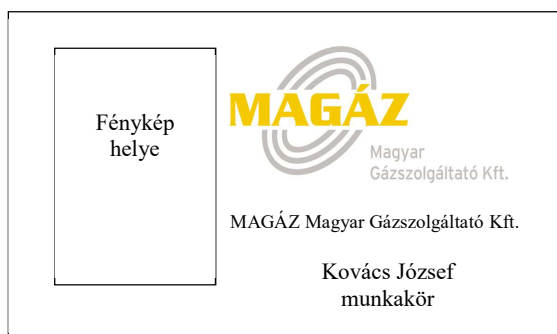 Fénykép
helye
MAGÁZ
Magyar
Gázszolgáltató Kft.
MAGÁZ Magyar Gázszolgáltató Kft.
Kovács József
munkakör